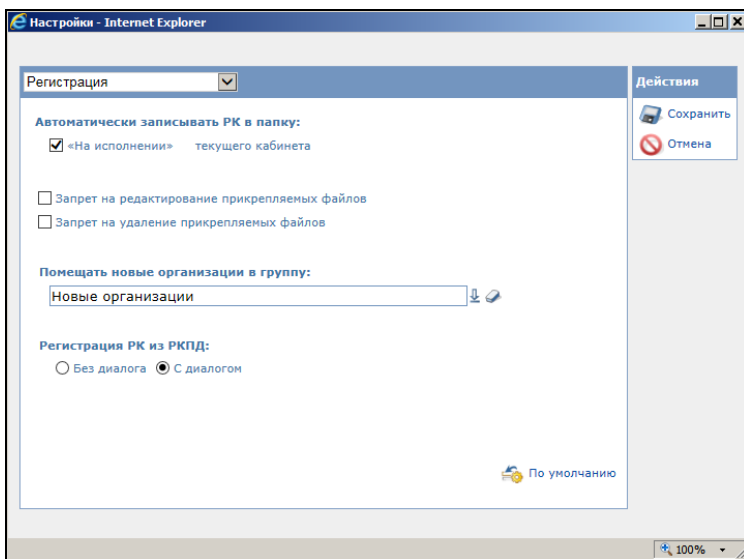 Настройки - Internet Explorer
Регистрация
Действия
Автоматически записывать РК в папку:
«На исполнении» текущего кабинета
Сохранить
Отмена
Запрет на редактирование прикрепляемых файлов
Запрет на удаление прикрепляемых файлов
Помещать новые организации в группу:
Новые организации
Регистрация РК из РКПД:
Без диалога С диалогом
По умолчанию
100%